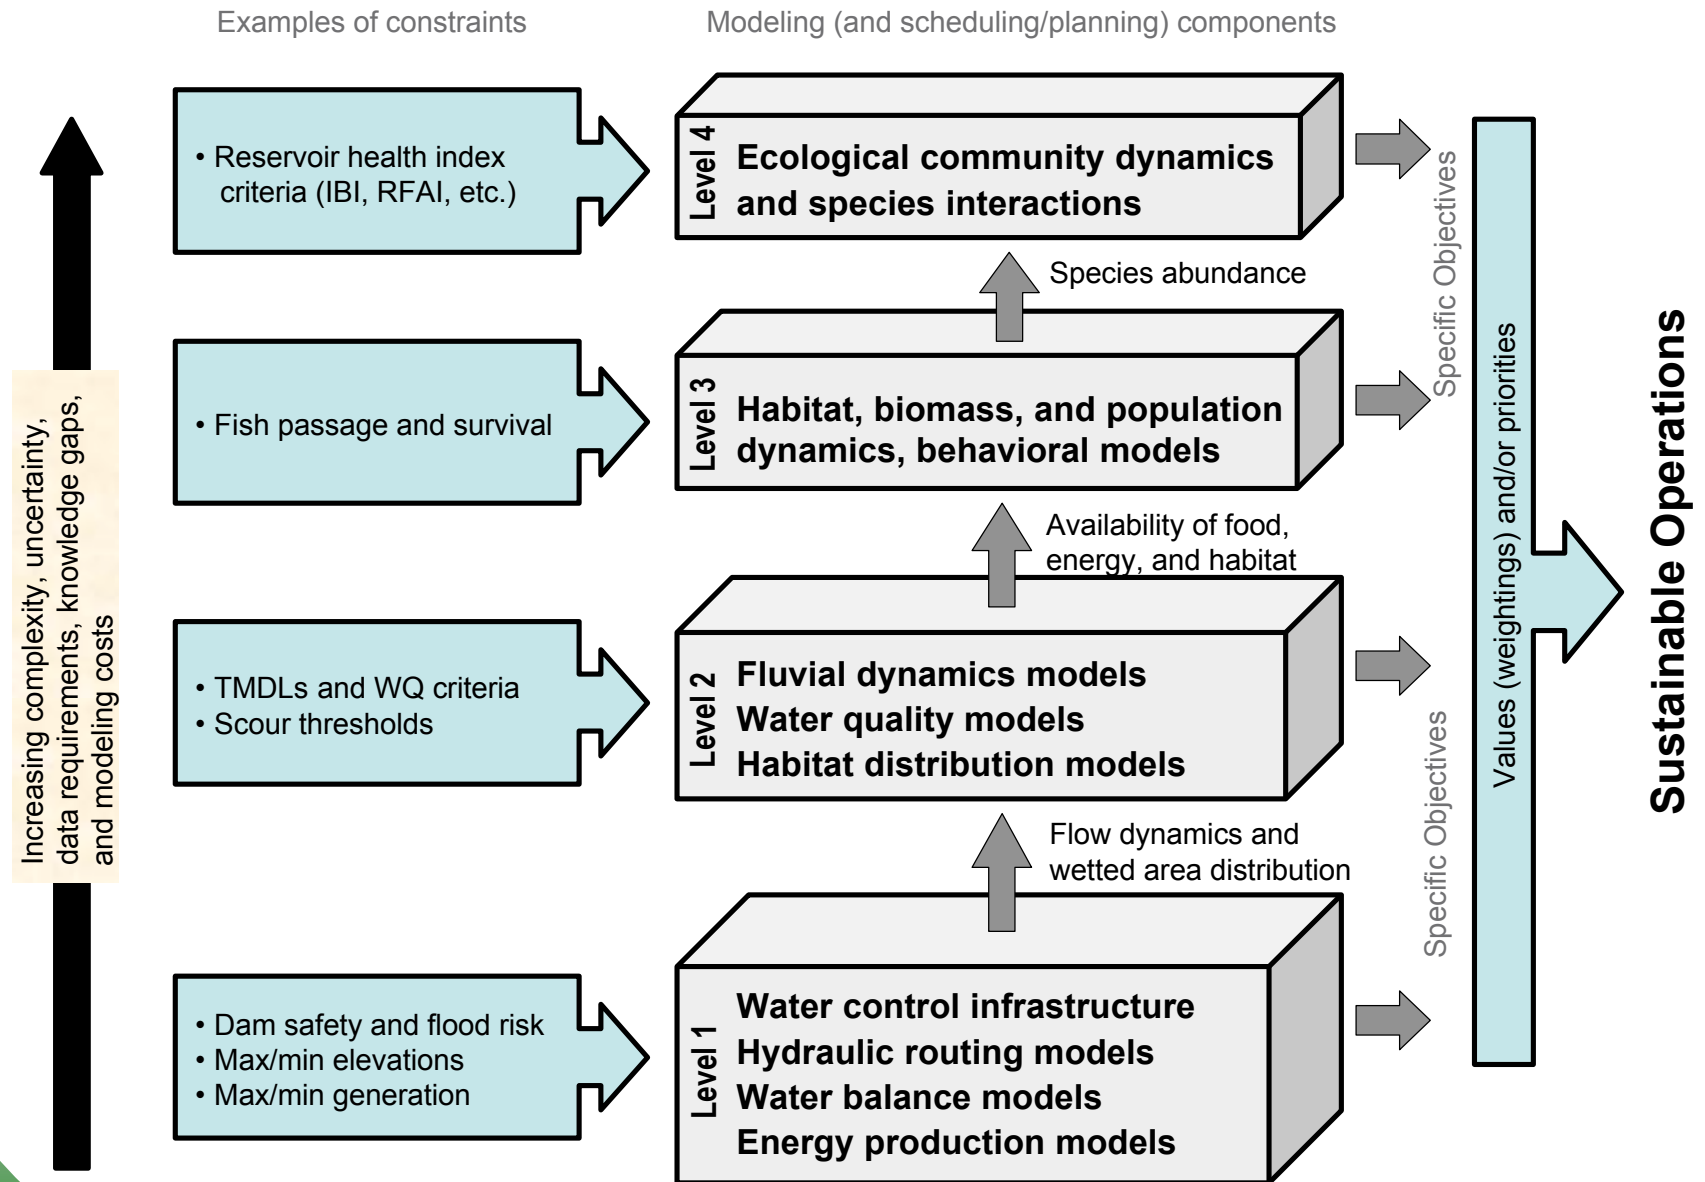 Examples of constraints
Modeling (and scheduling/planning) components
Increasing complexity, uncertainty,
data requirements, knowledge gaps,
and modeling costs
• Reservoir health index
criteria (IBI, RFAI, etc.)
Level 4
Ecological community dynamics
and species interactions
Species abundance
• Fish passage and survival
Level 3
Habitat, biomass, and population
dynamics, behavioral models
Availability of food,
energy, and habitat
• TMDLs and WQ criteria
• Scour thresholds
Level 2
Fluvial dynamics models
Water quality models
Habitat distribution models
Flow dynamics and
wetted area distribution
• Dam safety and flood risk
• Max/min elevations
• Max/min generation
Level 1
Water control infrastructure
Hydraulic routing models
Water balance models
Energy production models
Specific Objectives
Specific Objectives
Values (weightings) and/or priorities
Sustainable Operations